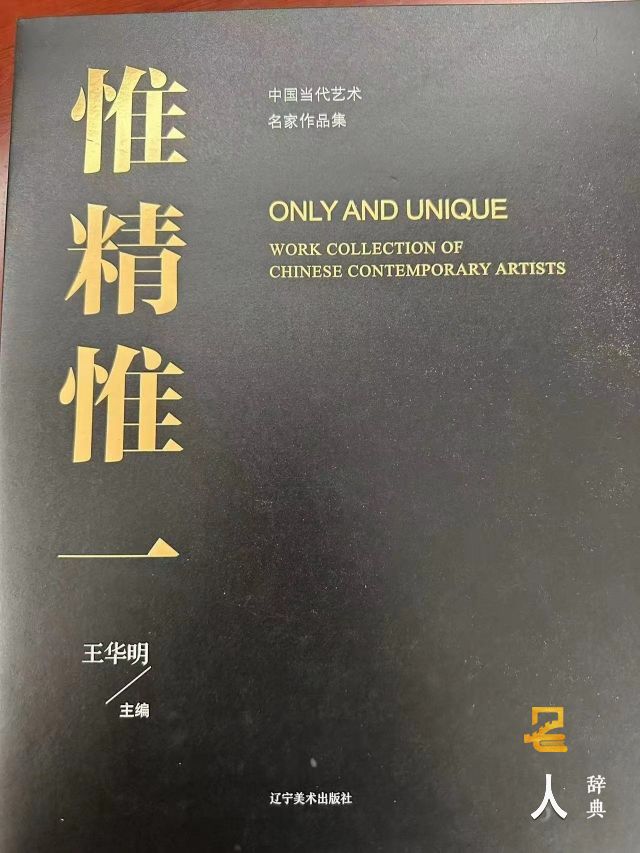 惟精惟一
中国当代艺术
名家作品集
ONLY AND UNIQUE
WORK COLLECTION OF
CHINESE CONTEMPORARY ARTISTS
王华明
主编
辽宁美术出版社
人
辞典